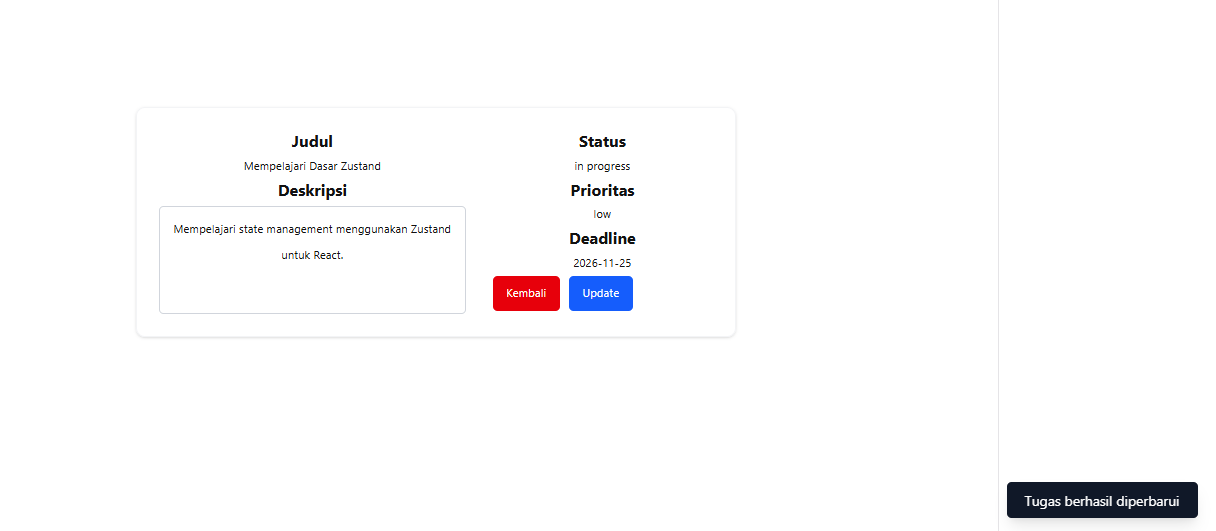 Judul
Mempelajari Dasar Zustand
Deskripsi
Mempelajari state management menggunakan Zustand
untuk React.
Status
in progress
Prioritas
low
Deadline
2026-11-25
Kembali
Update
Tugas berhasil diperbarui